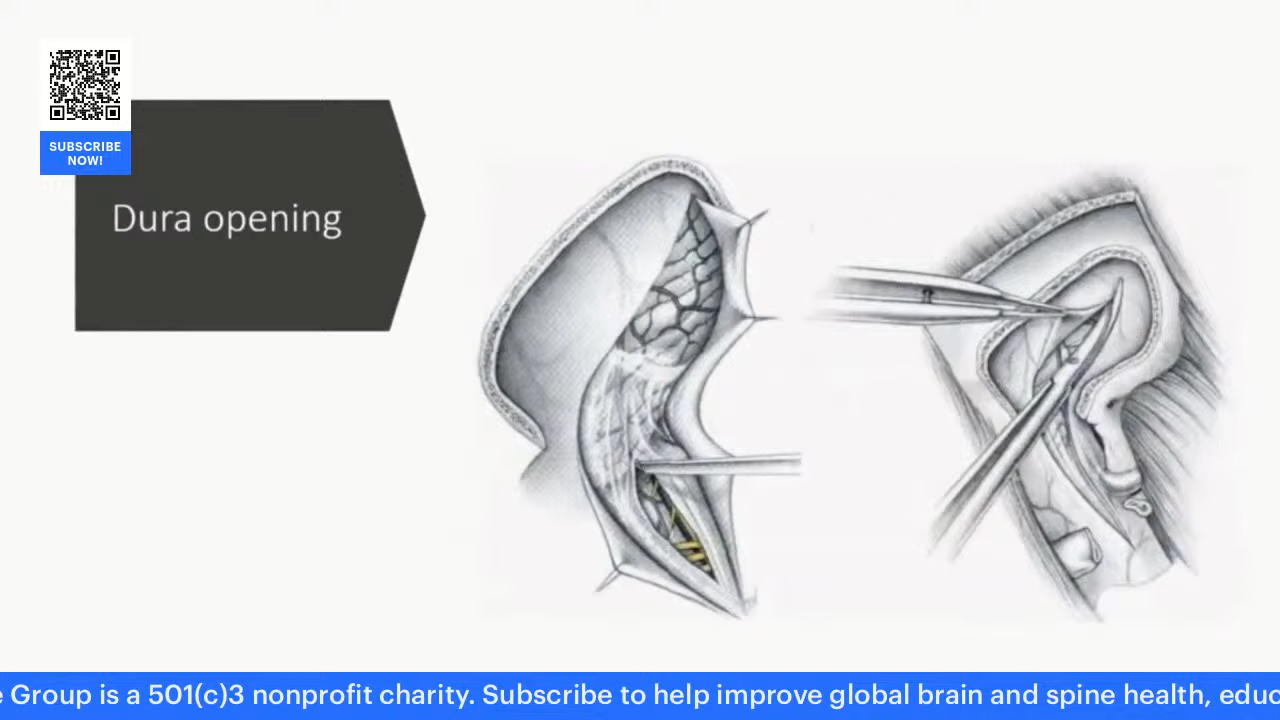 SUBSCRIBE
NOW!
Dura opening
Group is a 501(c)3 nonprofit charity. Subscribe to help improve global brain and spine health,